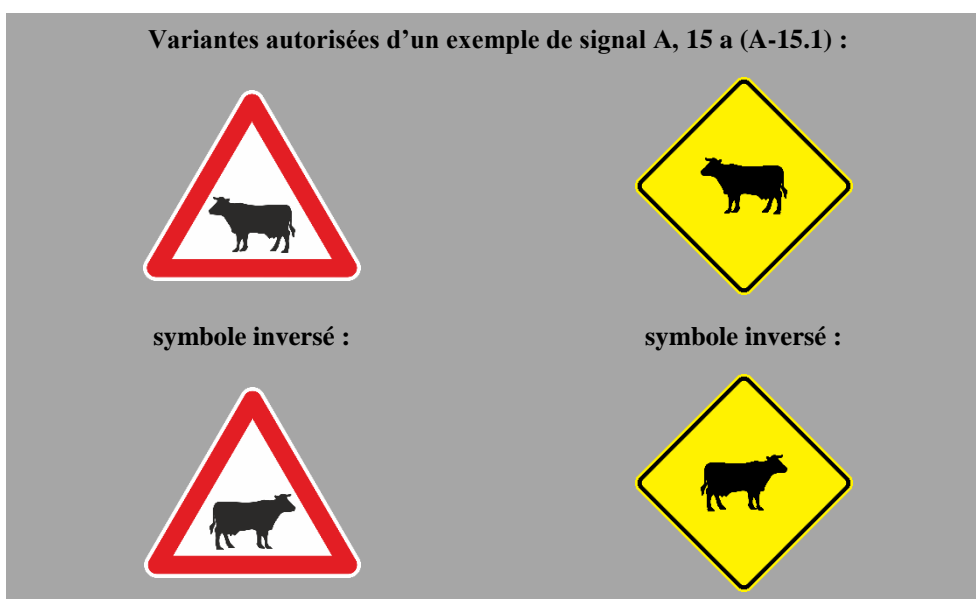 Variantes autorisées d’un exemple de signal A, 15 a (A-15.1) :
symbole inversé :
symbole inversé :